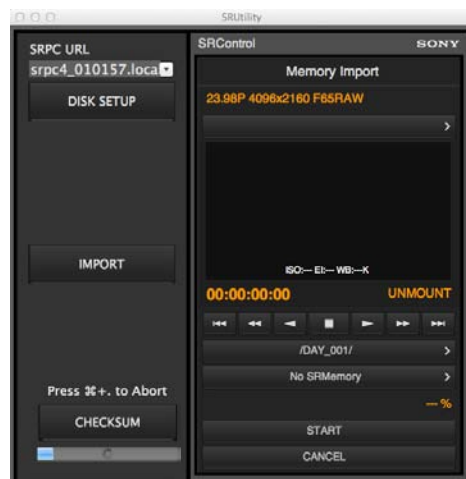 SRUtility
SRPC URL
srpc4_010157.loca
DISK SETUP
IMPORT
Press ⌘+. to Abort
CHECKSUM
SRControl
SONY
Memory Import
23.98P 4096x2160 F65RAW
ISO:--- EI:--- WB:---K
00:00:00:00
UNMOUNT
/DAY_001/
No SRMemory
--- %
START
CANCEL